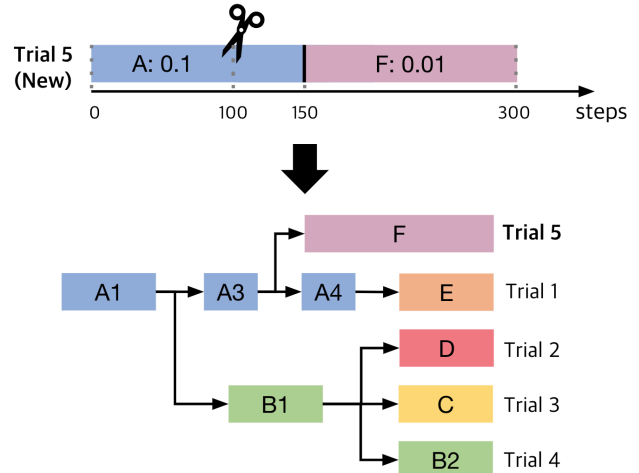 Trial 5
(New)
A: 0.1
F: 0.01
0
100
150
300
steps
F
Trial 5
A1
A3
A4
E
Trial 1
D
Trial 2
B1
C
Trial 3
B2
Trial 4